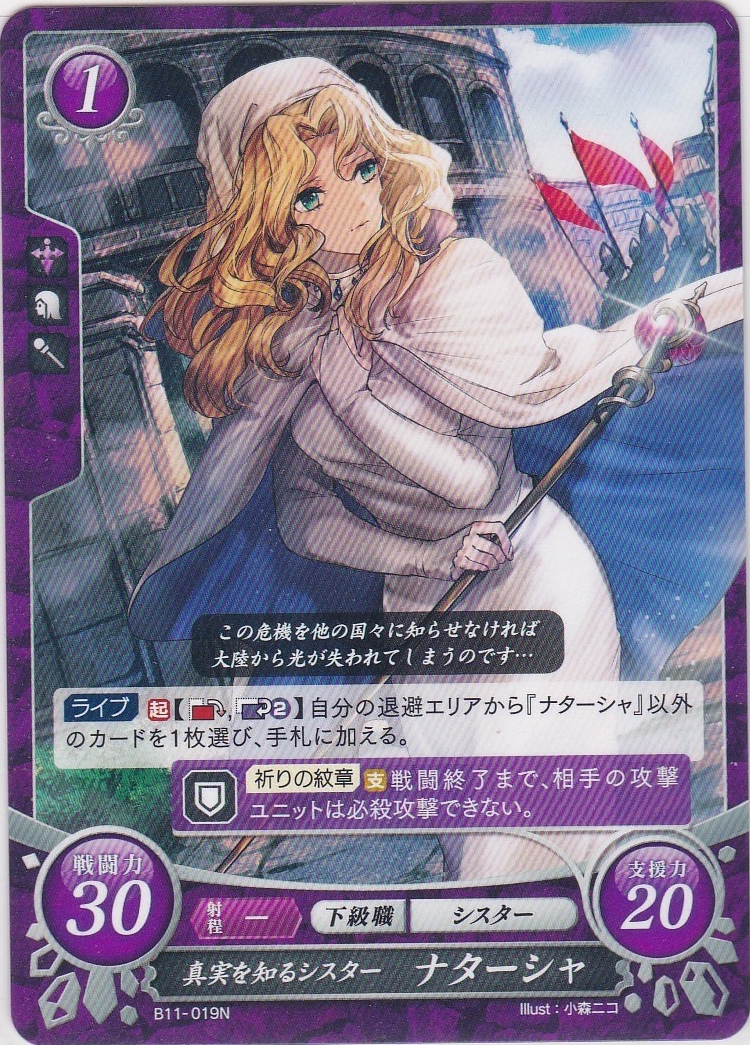 1
この危機を他の国々に知らせなければ
大陸から光が失われてしまうのです…
ライブ 起【,2】自分の退避エリアから『ナターシャ』以外
のカードを1枚選び、手札に加える。
祈りの紋章 支 戦闘終了まで、相手の攻撃
ユニットは必殺攻撃できない。
戦闘力
30
射程 ー
下級職 シスター
支援力
20
真実を知るシスター ナターシャ
B11-019N
Illust:小森ニコ